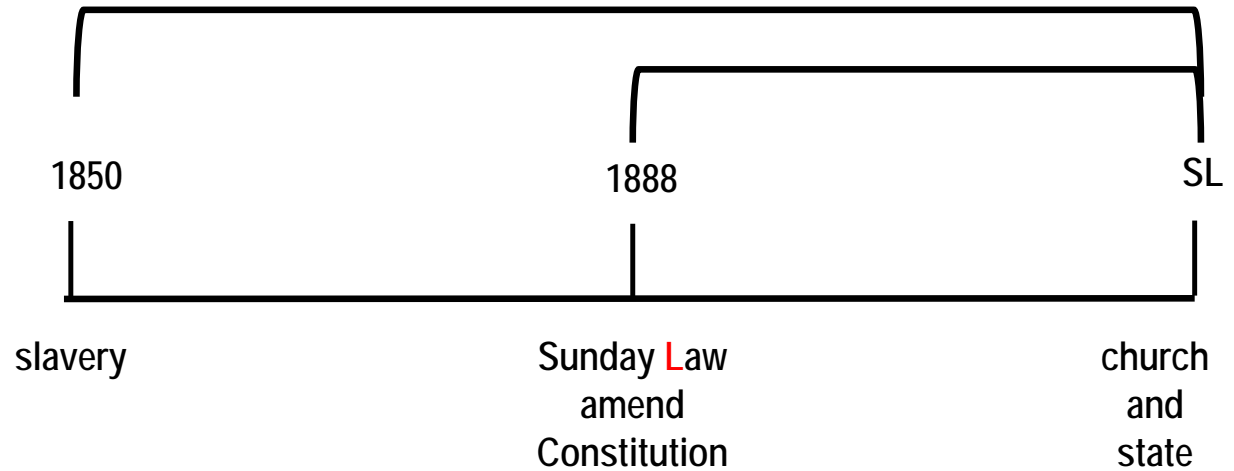 1850 1888 SL
slavery Sunday Law church
amend and
Constitution state